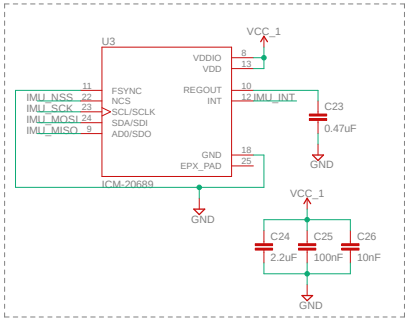 VCC_1
U3
VDDIO 8
VDD 13
11 FSYNC
REGOUT 10
IMU_NSS 22 NCS
INT 12 IMU_INT
IMU_SCK 23 SCL/SCLK
IMU_MOSI 24 SDA/SDI
IMU_MISO 9 AD0/SDO
C23
0.47uF
GND 18
EPX_PAD 25
GND
ICM-20689
GND
VCC_1
C24 C25 C26
2.2uF 100nF 10nF
GND